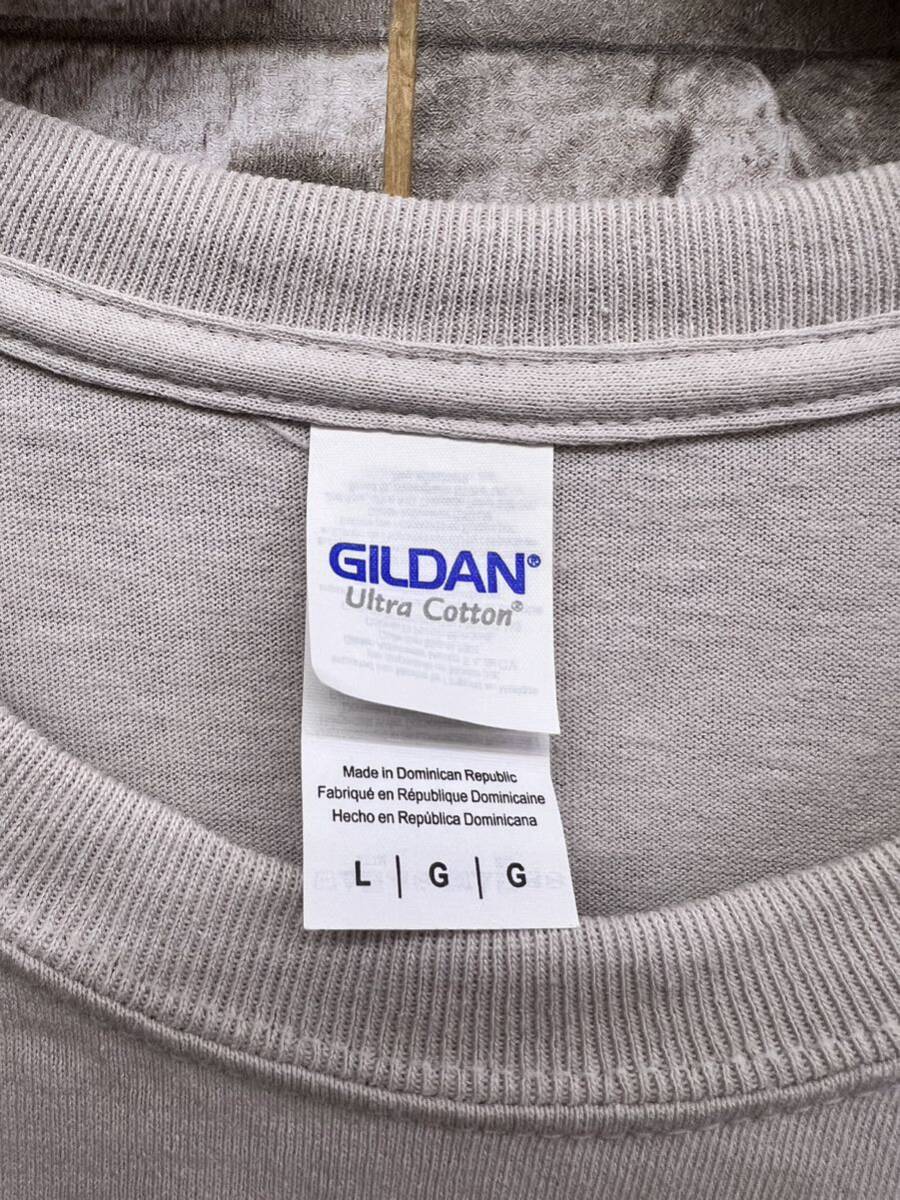 GILDAN®
Ultra Cotton®
Made in Dominican Republic
Fabriqué en République Dominicaine
Hecho en República Dominicana
L | G | G